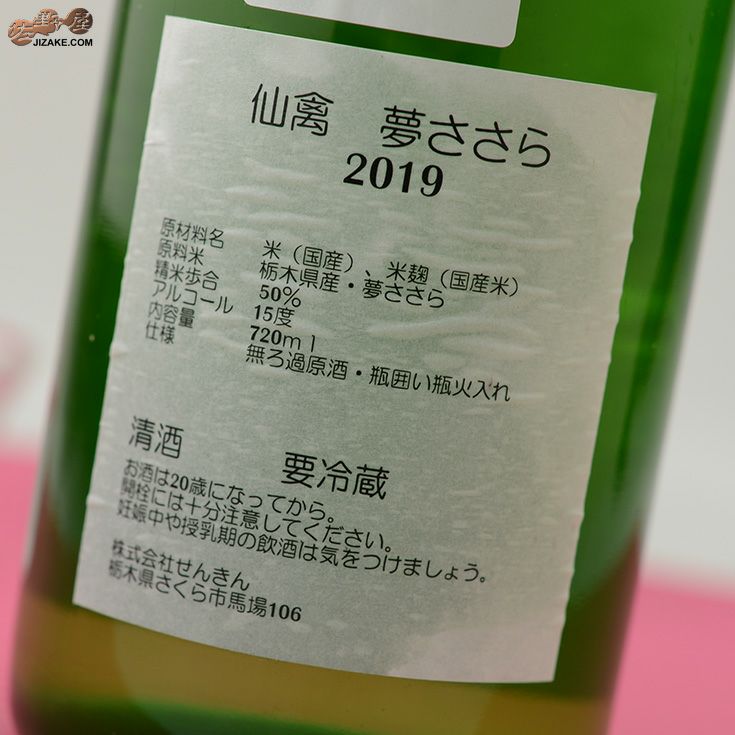 JIZAKE.COM
仙禽　夢ささら
2019
原材料名　米（国産）、米麹（国産米）
原料米　栃木県産・夢ささら
精米歩合　50%
アルコール　15度
内容量　720ml
仕様　無ろ過原酒・瓶囲い瓶火入れ
清酒　要冷蔵
お酒は20歳になってから。
開栓には十分注意してください。
妊娠中や授乳期の飲酒は気をつけましょう。
株式会社せんきん
栃木県さくら市馬場106